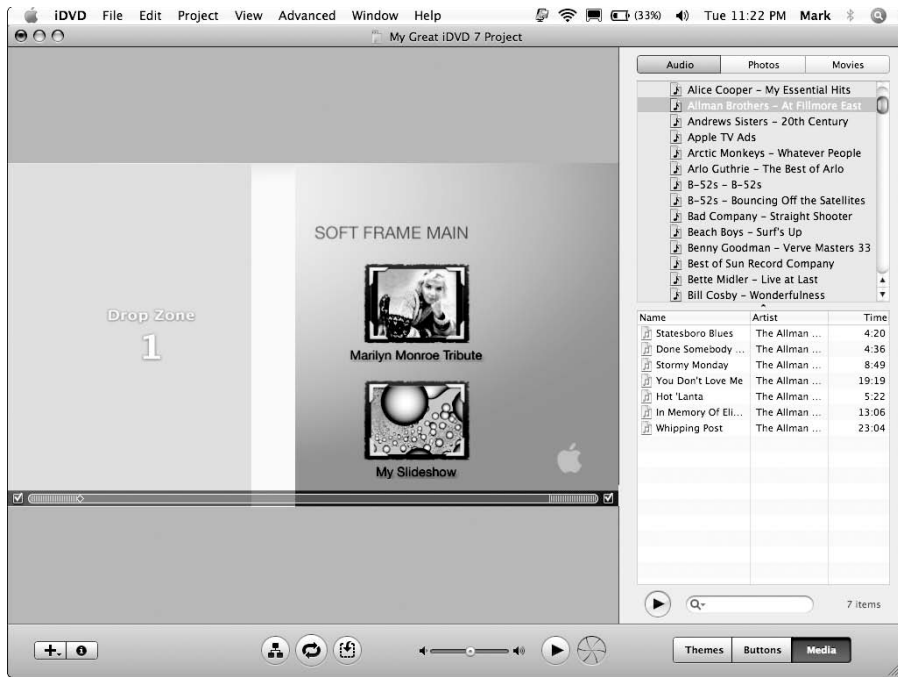 iDVD File Edit Project View Advanced Window Help (33%) Tue 11:22 PM Mark
My Great iDVD 7 Project
Audio Photos Movies
Alice Cooper – My Essential Hits
Allman Brothers – At Fillmore East
Andrews Sisters – 20th Century
Apple TV Ads
Arctic Monkeys – Whatever People
Arlo Guthrie – The Best of Arlo
B-52s – B-52s
B-52s – Bouncing Off the Satellites
Bad Company – Straight Shooter
Beach Boys – Surf's Up
Benny Goodman – Verve Masters 33
Best of Sun Record Company
Bette Midler – Live at Last
Bill Cosby – Wonderfulness
SOFT FRAME MAIN
Marilyn Monroe Tribute
My Slideshow
Drop Zone
1
Name Artist Time
Statesboro Blues The Allman ... 4:20
Done Somebody ... The Allman ... 4:36
Stormy Monday The Allman ... 8:49
You Don't Love Me The Allman ... 19:19
Hot 'Lanta The Allman ... 5:22
In Memory Of Eli... The Allman ... 13:06
Whipping Post The Allman ... 23:04
7 items
Themes Buttons Media